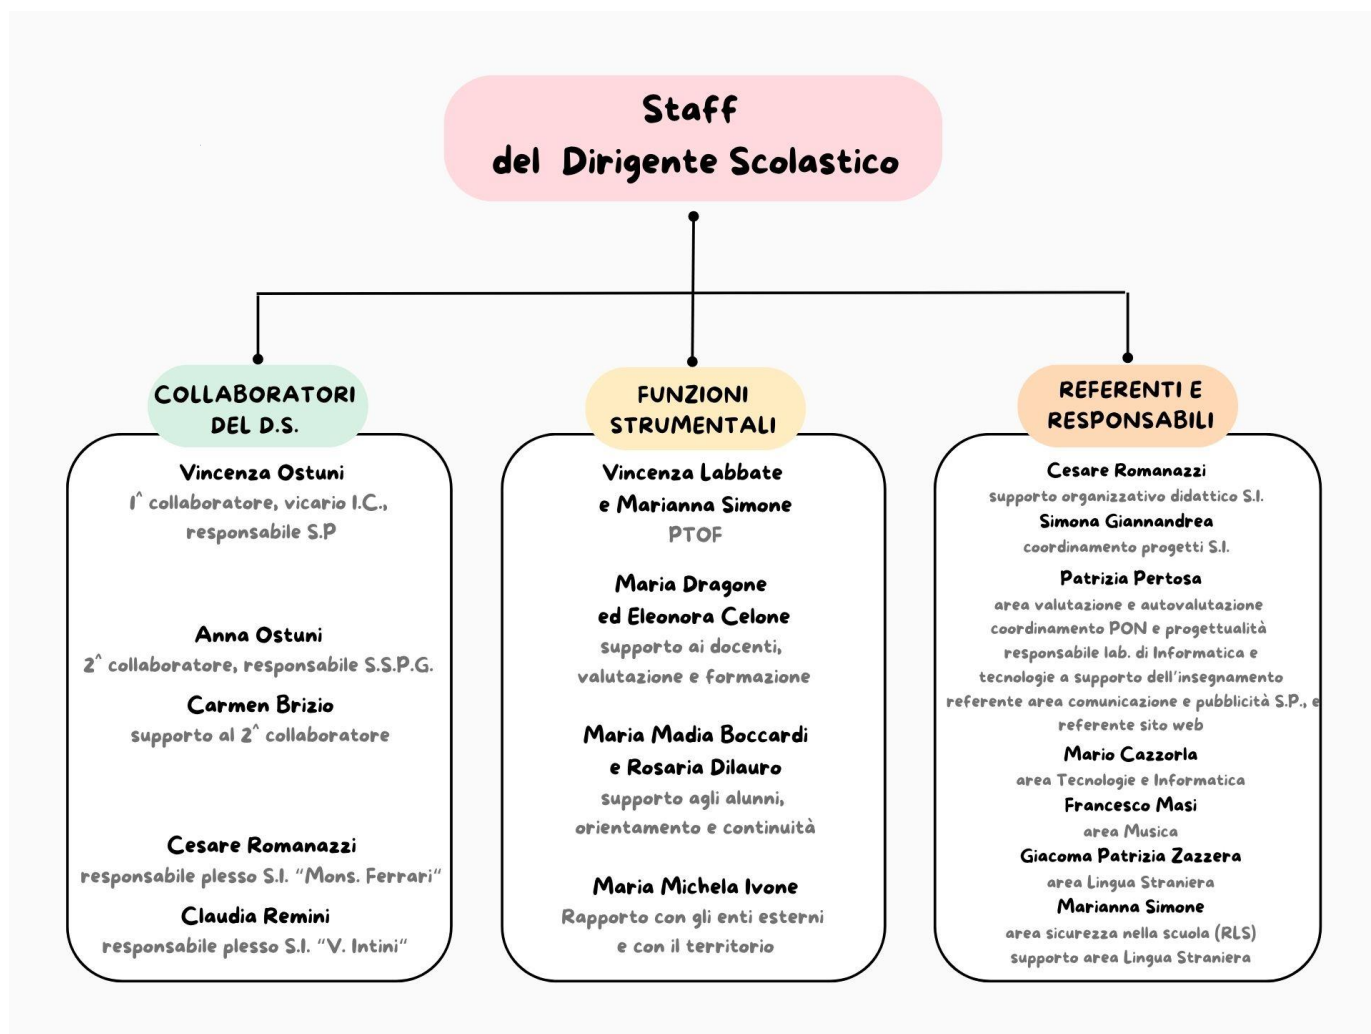 Staff
del Dirigente Scolastico
COLLABORATORI
DEL D.S.
Vincenza Ostuni
1^ collaboratore, vicario I.C.,
responsabile S.P
Anna Ostuni
2^ collaboratore, responsabile S.S.P.G.
Carmen Brizio
supporto al 2^ collaboratore
Cesare Romanazzi
responsabile plesso S.I. "Mons. Ferrari"
Claudia Remini
responsabile plesso S.I. "V. Intini"
FUNZIONI
STRUMENTALI
Vincenza Labbate
e Marianna Simone
PTOF
Maria Dragone
ed Eleonora Celone
supporto ai docenti,
valutazione e formazione
Maria Madia Boccardi
e Rosaria Dilauro
supporto agli alunni,
orientamento e continuità
Maria Michela Ivone
Rapporto con gli enti esterni
e con il territorio
REFERENTI E
RESPONSABILI
Cesare Romanazzi
supporto organizzativo didattico S.I.
Simona Giannandrea
coordinamento progetti S.I.
Patrizia Pertosa
area valutazione e autovalutazione
coordinamento PON e progettualità
responsabile lab. di Informatica e
tecnologie a supporto dell'insegnamento
referente area comunicazione e pubblicità S.P., e
referente sito web
Mario Cazzorla
area Tecnologie e Informatica
Francesco Masi
area Musica
Giacoma Patrizia Zazzera
area Lingua Straniera
Marianna Simone
area sicurezza nella scuola (RLS)
supporto area Lingua Straniera